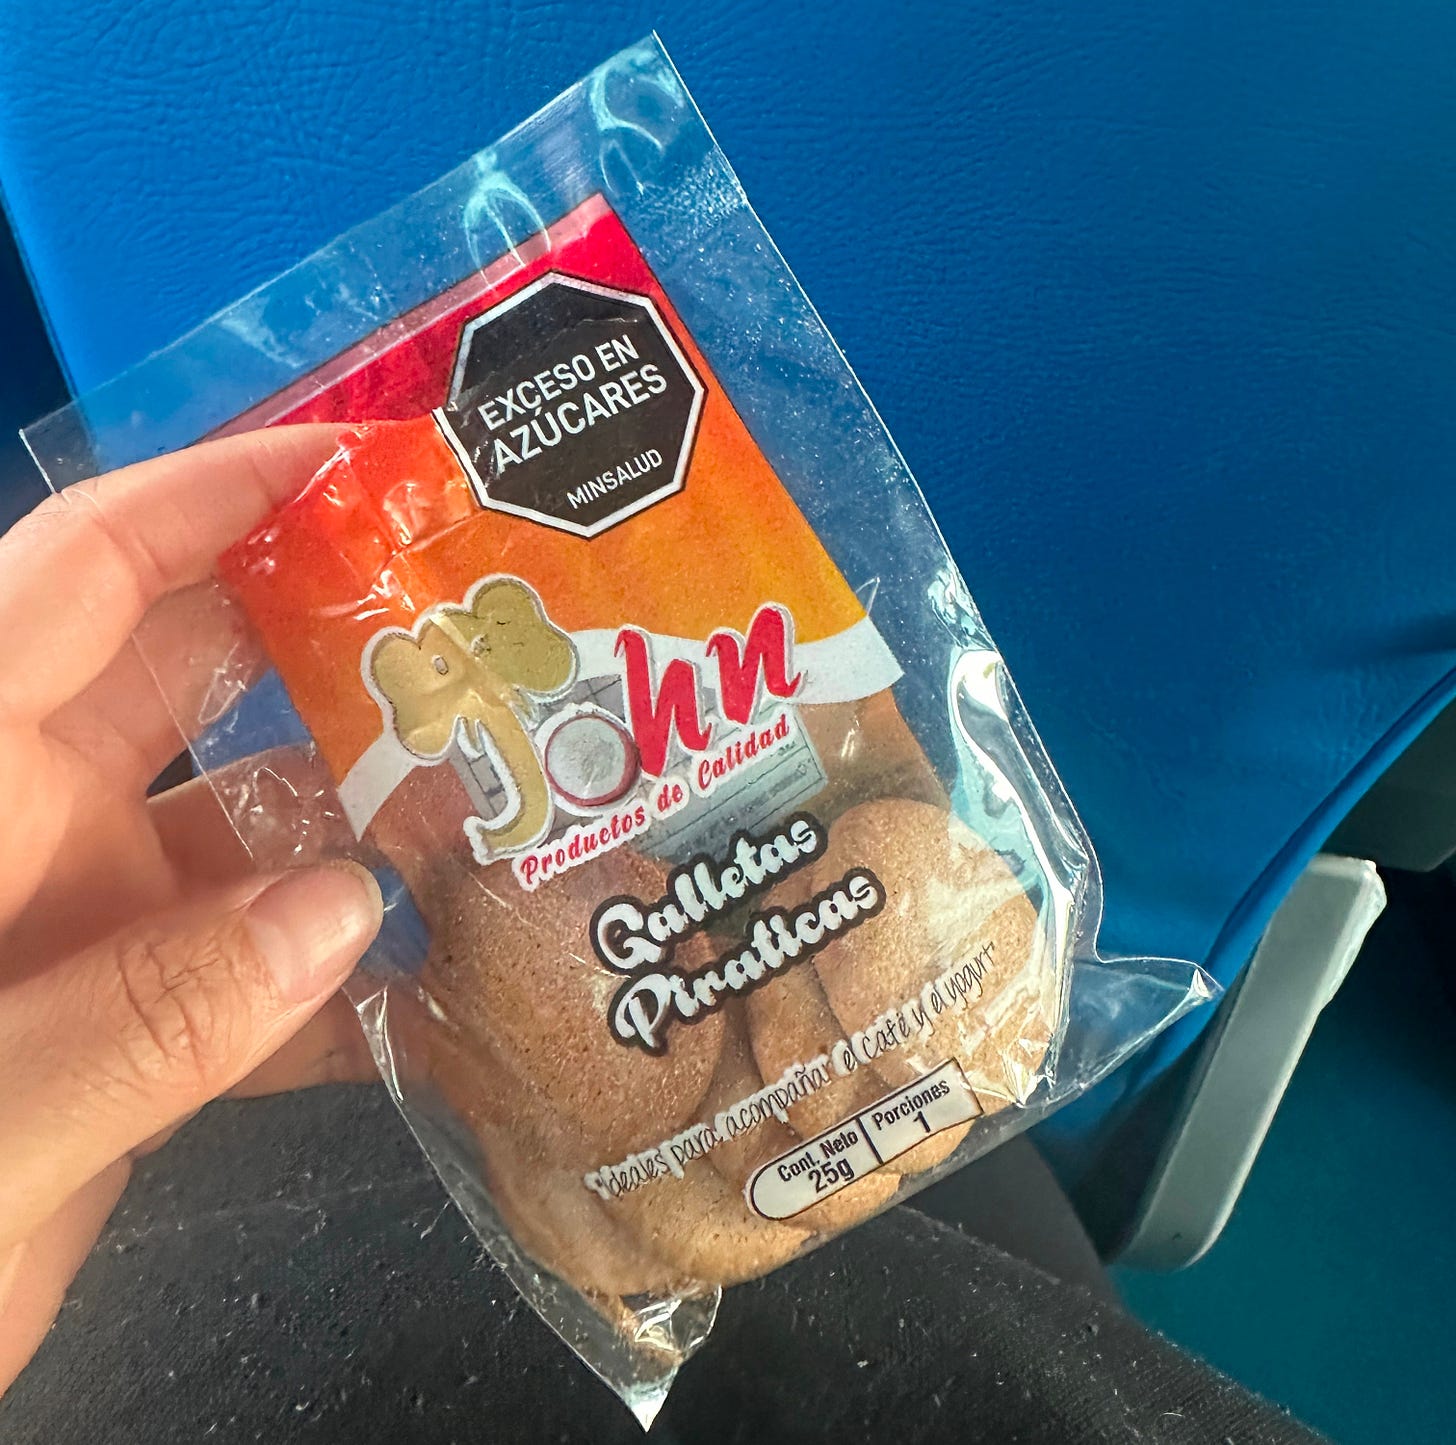 EXCESO EN
AZÚCARES
MINSALUD
John
Productos de Calidad
Galletas
Piraticas
Ideales para acompañar el café y el yogurt
Cont. Neto
25g
Porciones
1